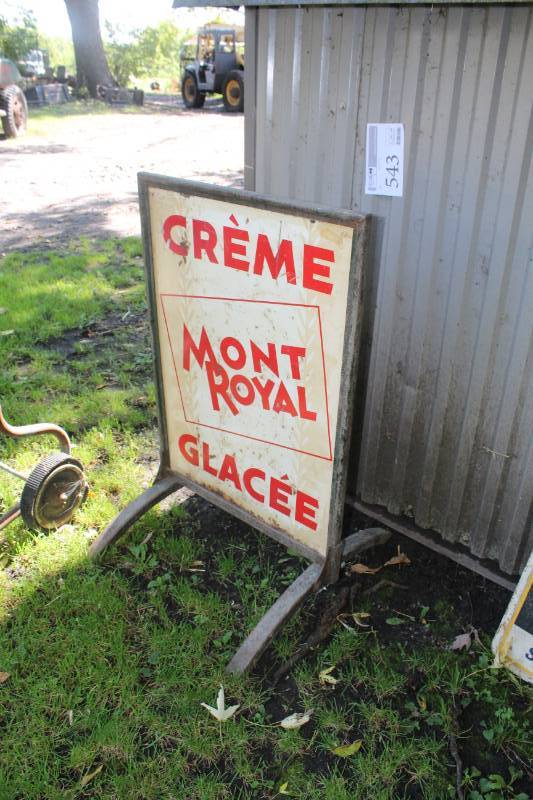 CRÈME
MONT
ROYAL
GLACÉE
543
S